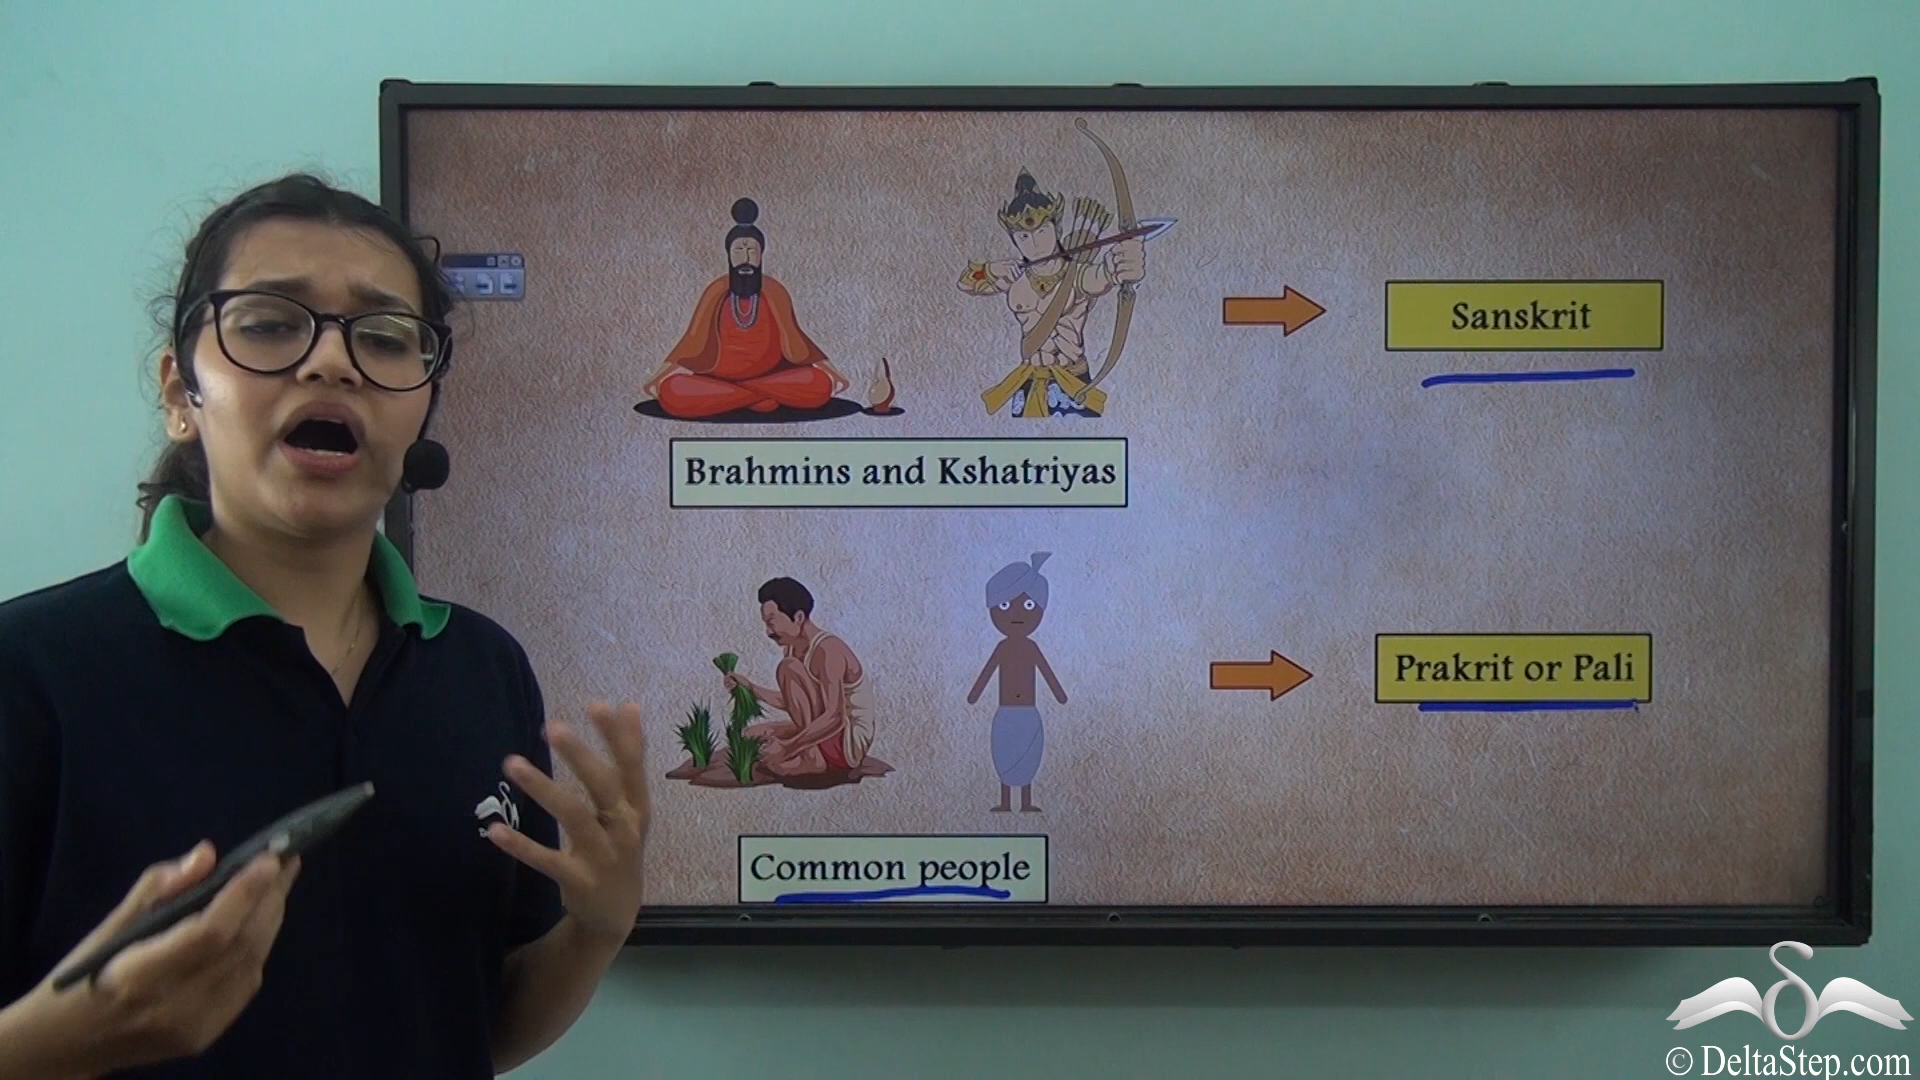 Sanskrit
Brahmins and Kshatriyas
Prakrit or Pali
Common people
© DeltaStep.com